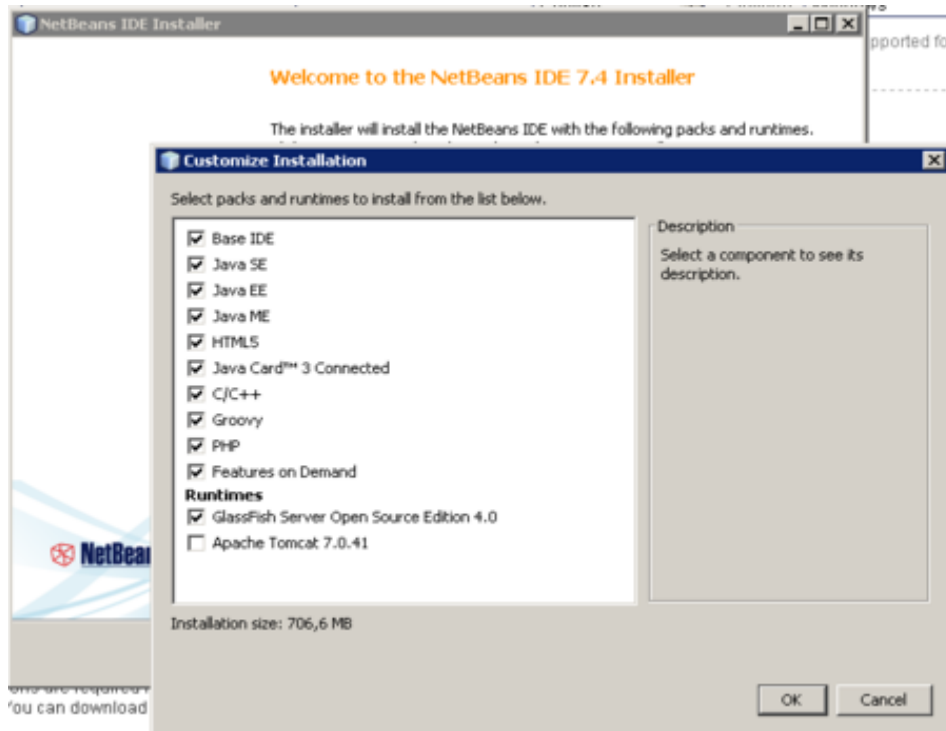 NetBeans IDE Installer
pported fo
Welcome to the NetBeans IDE 7.4 Installer
The installer will install the NetBeans IDE with the following packs and runtimes.
Customize Installation
Select packs and runtimes to install from the list below.
Base IDE
Java SE
Java EE
Java ME
HTML5
Java Card™ 3 Connected
C/C++
Groovy
PHP
Features on Demand
Runtimes
GlassFish Server Open Source Edition 4.0
Apache Tomcat 7.0.41
Description
Select a component to see its
description.
NetBea
Installation size: 706,6 MB
OK
Cancel
You can download